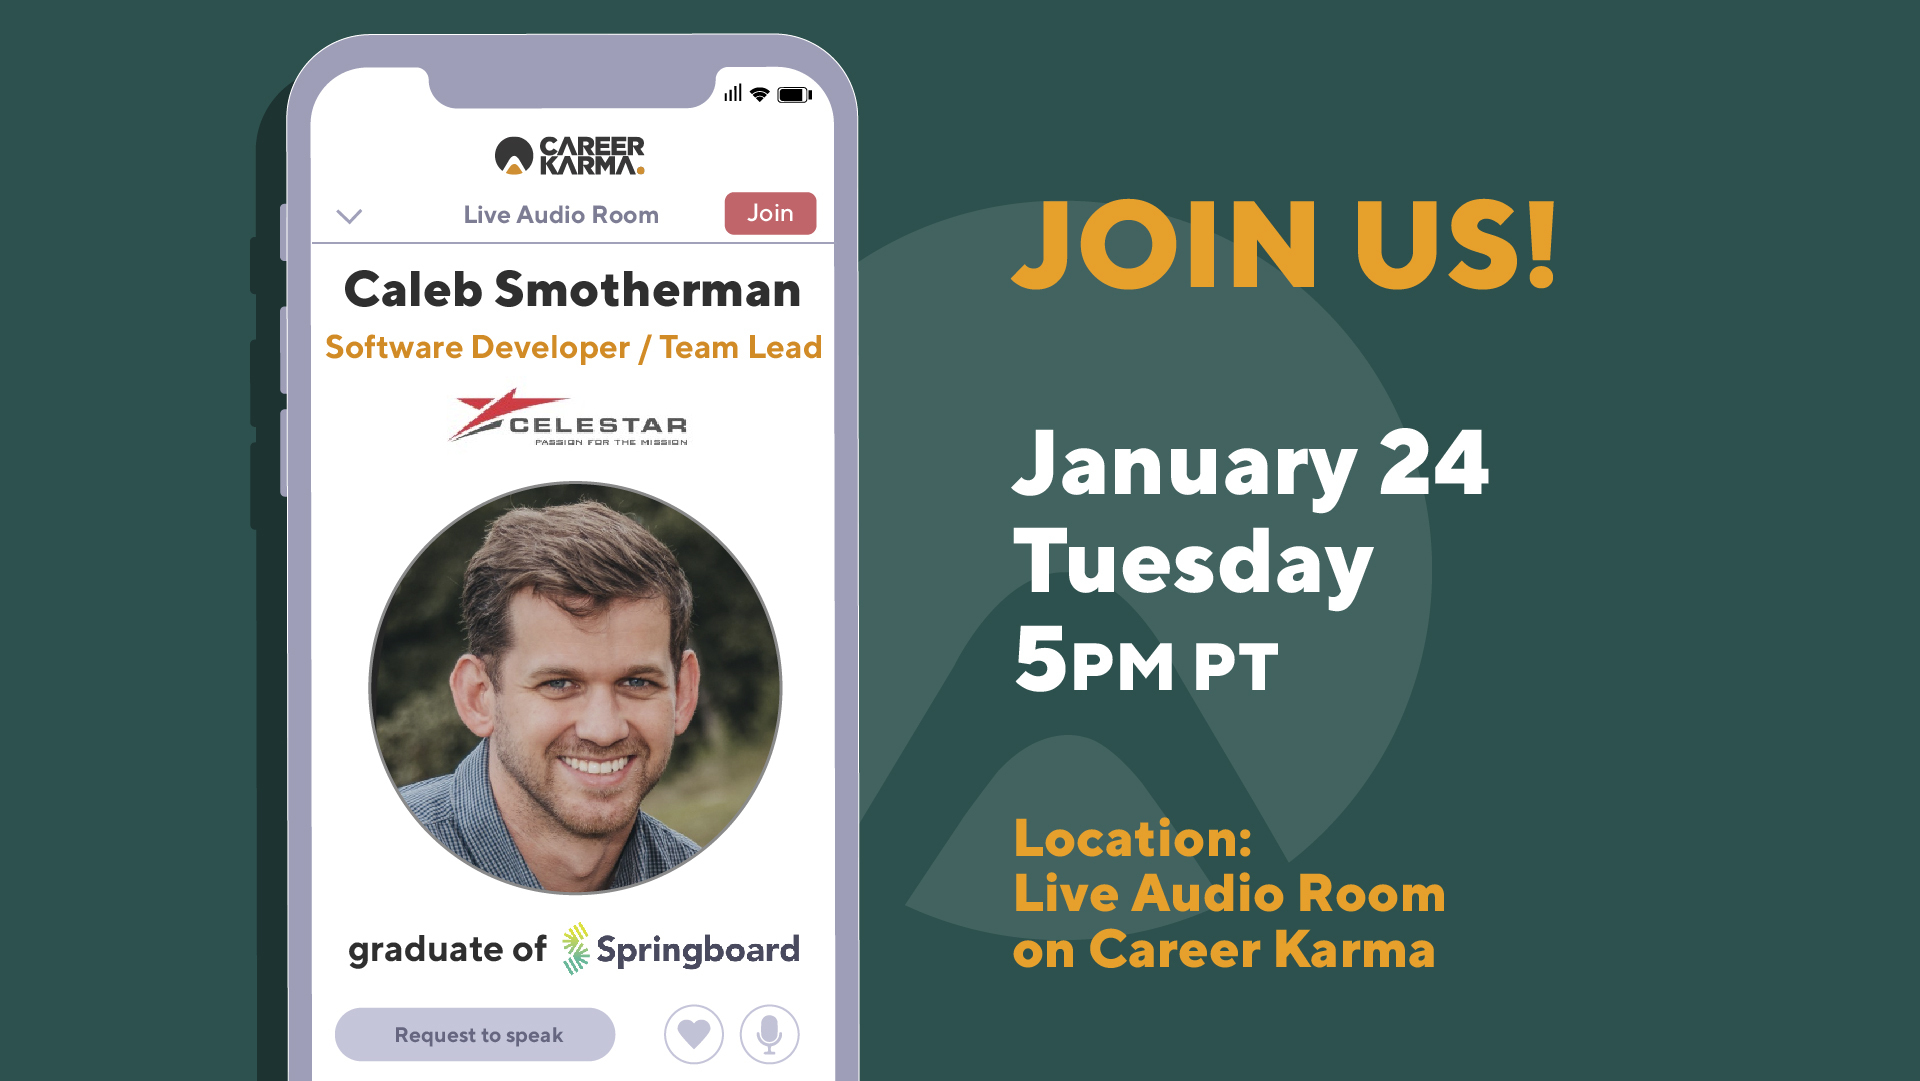 CAREER
KARMA.
Live Audio Room
Join
Caleb Smotherman
Software Developer / Team Lead
CELESTAR
PASSION FOR THE MISSION
graduate of Springboard
Request to speak
JOIN US!
January 24
Tuesday
5PM PT
Location:
Live Audio Room
on Career Karma